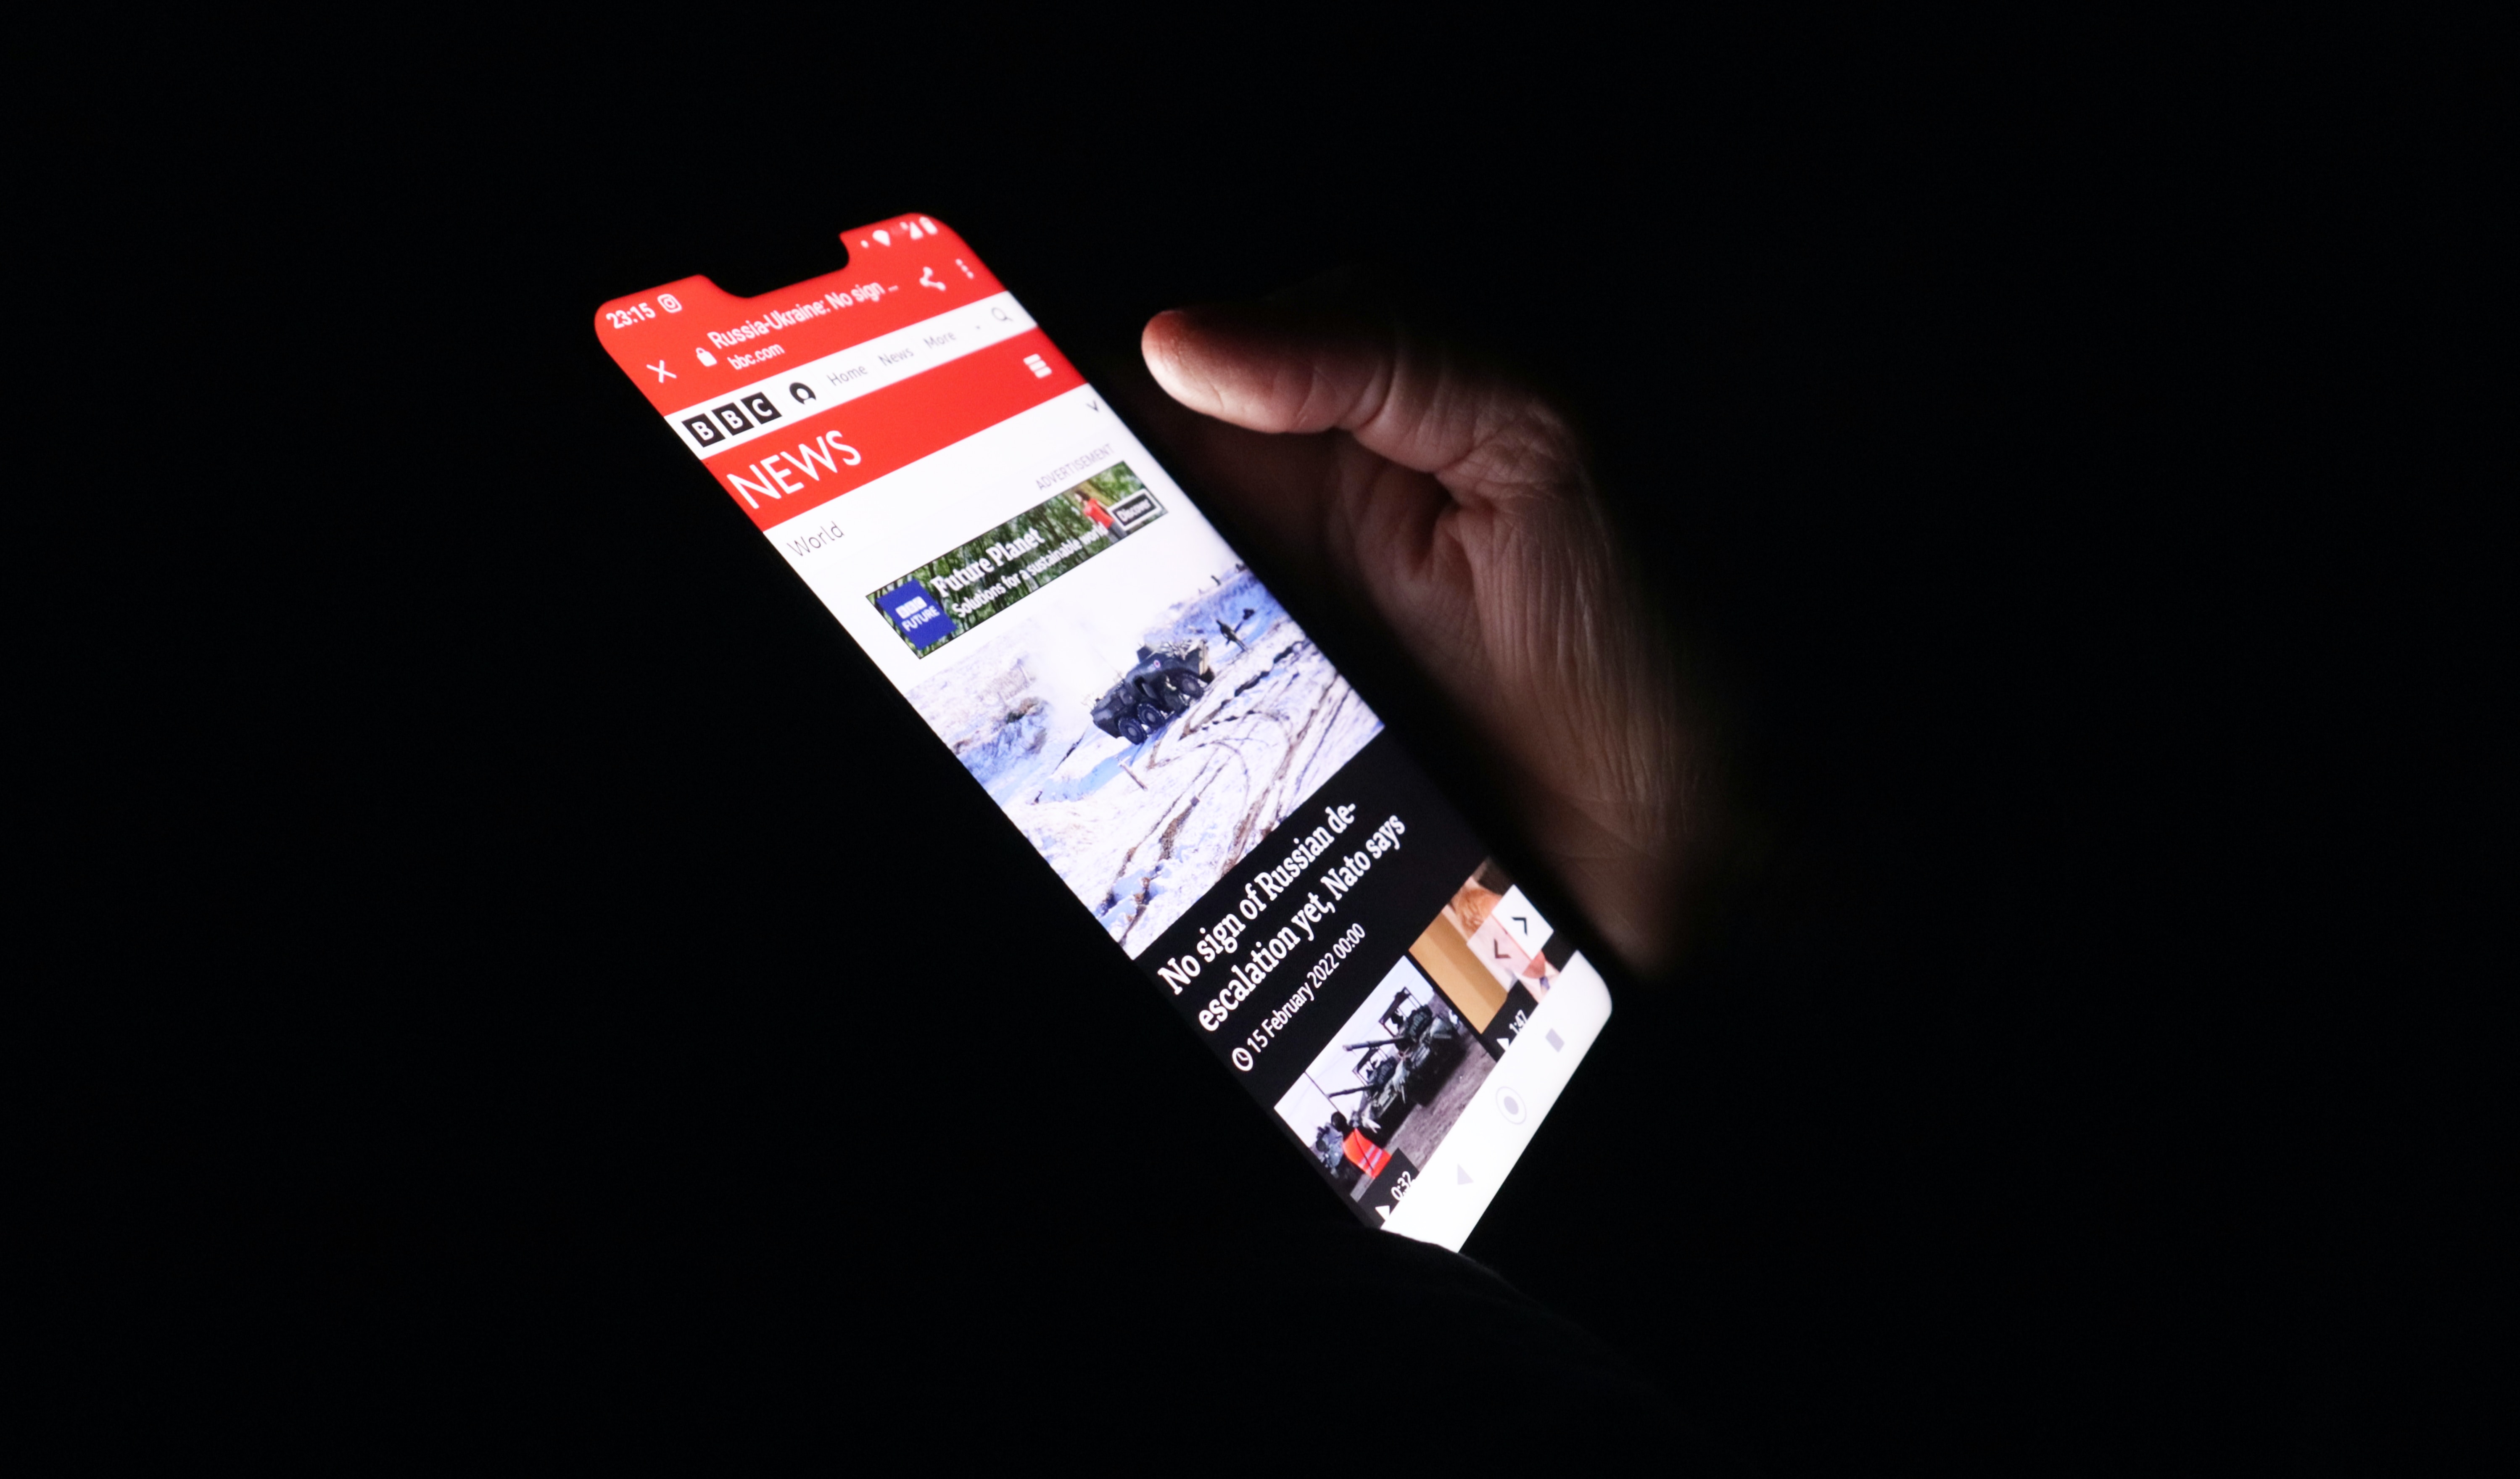 23:15
Russia-Ukraine: No sign ...
bbc.com
BBC Home News More
NEWS
World
ADVERTISEMENT
Future Planet
Solutions for a sustainable world
Discover
BBC
FUTURE
No sign of Russian de-
escalation yet, Nato says
15 February 2022 00:00
0:32
1:47